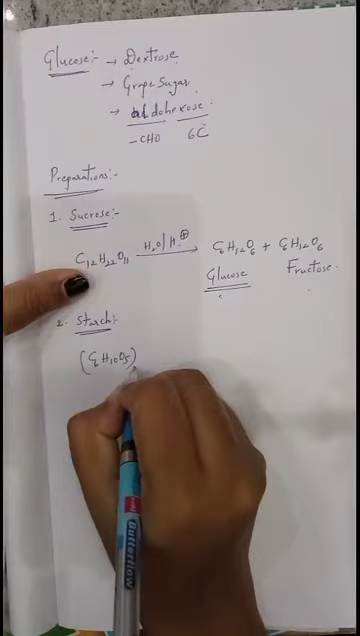 Glucose:- → Dextrose
→ Grape Sugar
→ aldohexose.
-CHO 6C
Preparations:-
1. Sucrose:-
C12H22O11 H2O/H⊕ → C6H12O6 + C6H12O6
Glucose Fructose.
2. Starch:-
(C6H10O5)
Butterflow